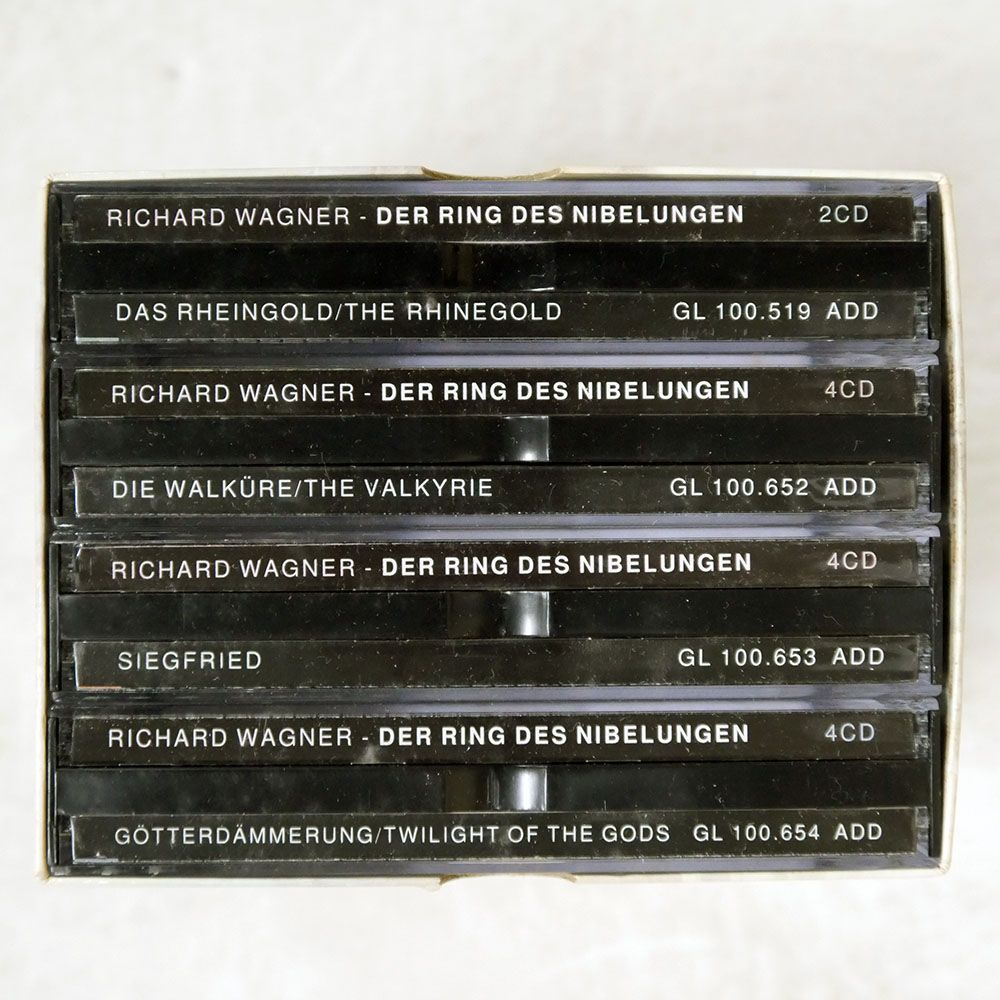 RICHARD WAGNER - DER RING DES NIBELUNGEN 2CD
DAS RHEINGOLD/THE RHINEGOLD GL 100.519 ADD
RICHARD WAGNER - DER RING DES NIBELUNGEN 4CD
DIE WALKÜRE/THE VALKYRIE GL 100.652 ADD
RICHARD WAGNER - DER RING DES NIBELUNGEN 4CD
SIEGFRIED GL 100.653 ADD
RICHARD WAGNER - DER RING DES NIBELUNGEN 4CD
GÖTTERDÄMMERUNG/TWILIGHT OF THE GODS GL 100.654 ADD